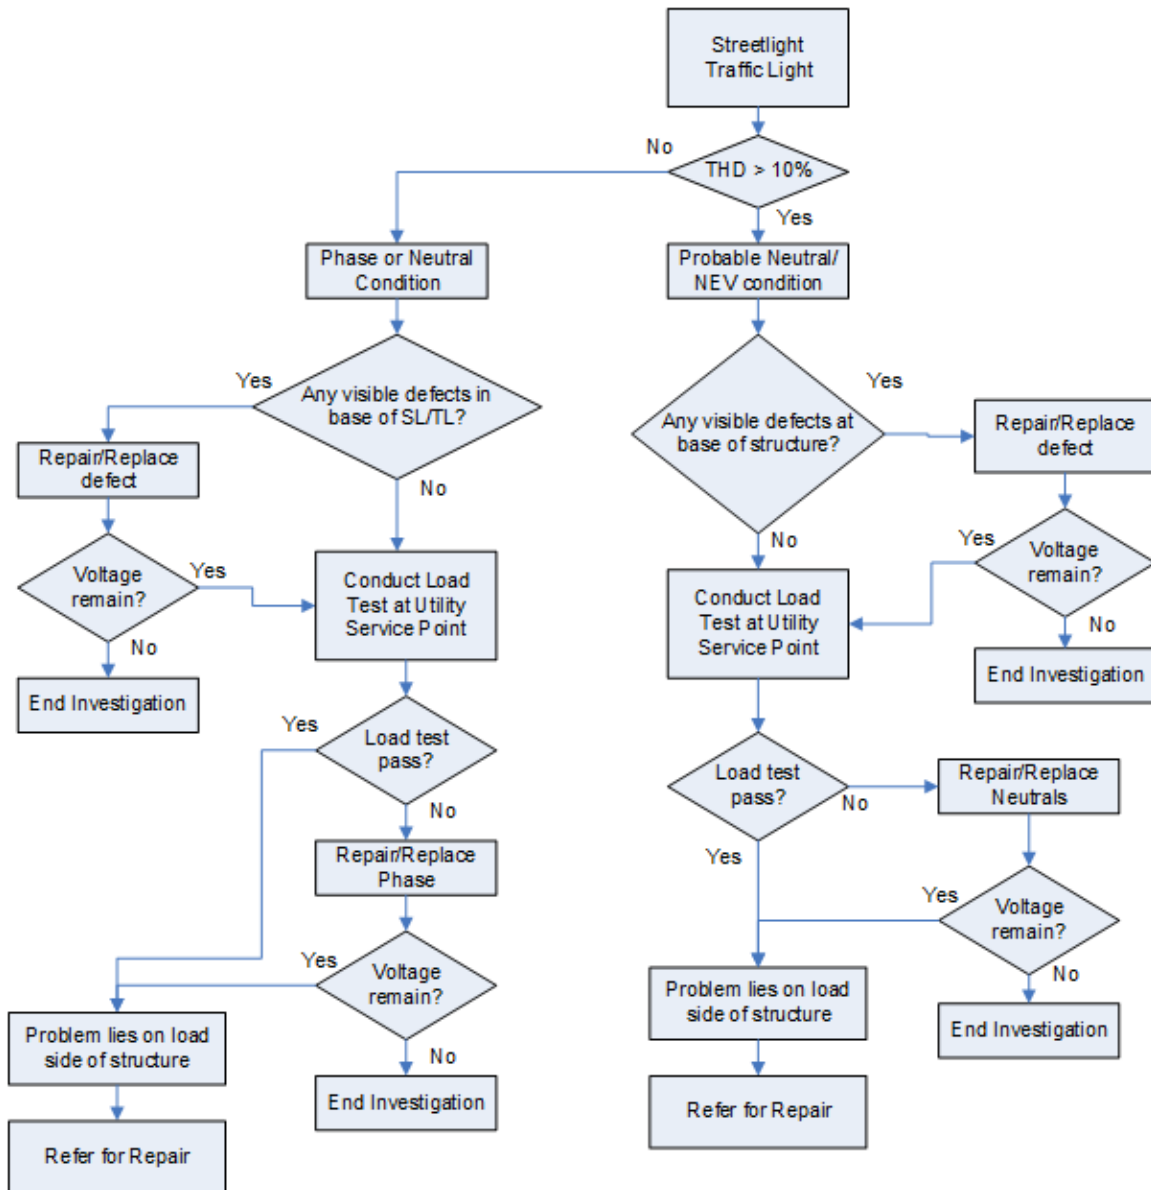 Streetlight
Traffic Light
No
THD > 10%
Yes
Phase or Neutral
Condition
Probable Neutral/
NEV condition
Yes
Any visible defects in
base of SL/TL?
Yes
Any visible defects at
base of structure?
Repair/Replace
defect
Repair/Replace
defect
No
No
Yes
Voltage
remain?
Yes
Voltage
remain?
Conduct Load
Test at Utility
Service Point
Conduct Load
Test at Utility
Service Point
No
No
End Investigation
End Investigation
Yes
Load test
pass?
No
Load test
pass?
No
Repair/Replace
Neutrals
Yes
Repair/Replace
Phase
Yes
Voltage
remain?
Yes
Voltage
remain?
No
No
Problem lies on load
side of structure
Problem lies on load
side of structure
End Investigation
End Investigation
Refer for Repair
Refer for Repair